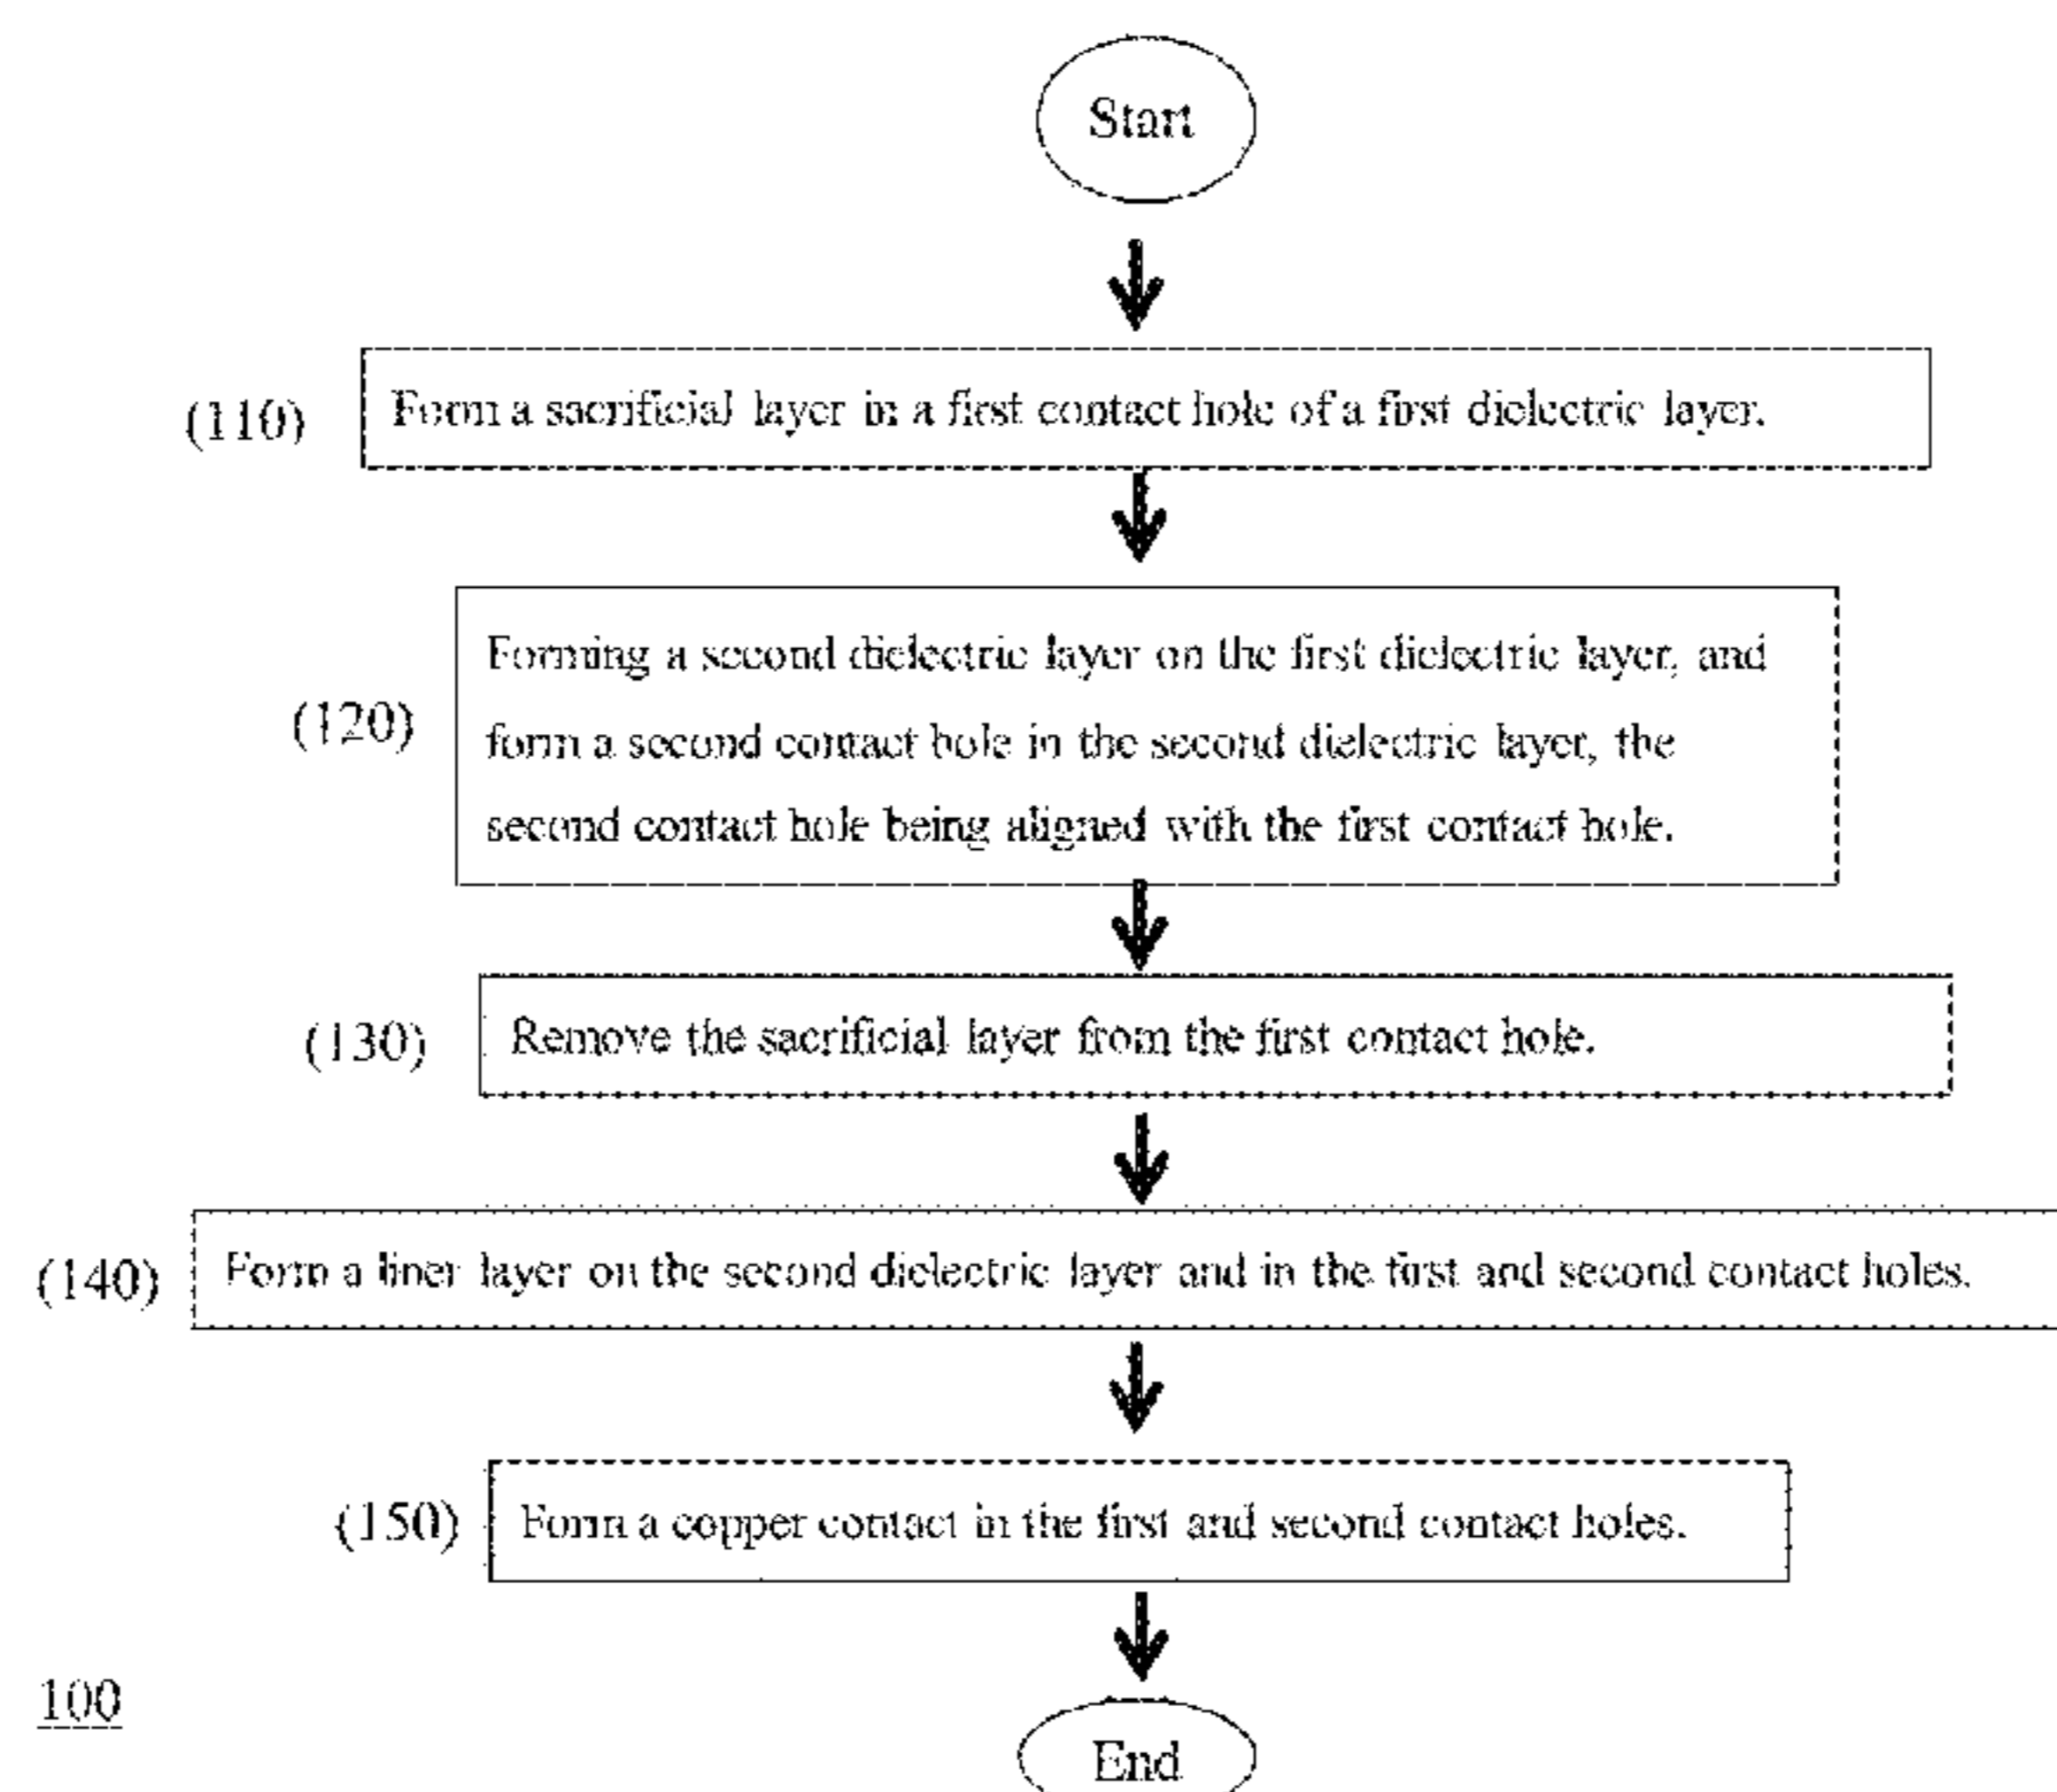 Start
(110)
Form a sacrificial layer in a first contact hole of a first dielectric layer.
(120)
Forming a second dielectric layer on the first dielectric layer, and
form a second contact hole in the second dielectric layer, the
second contact hole being aligned with the first contact hole.
(130)
Remove the sacrificial layer from the first contact hole.
(140)
Form a liner layer on the second dielectric layer and in the first and second contact holes.
(150)
Form a copper contact in the first and second contact holes.
100
End